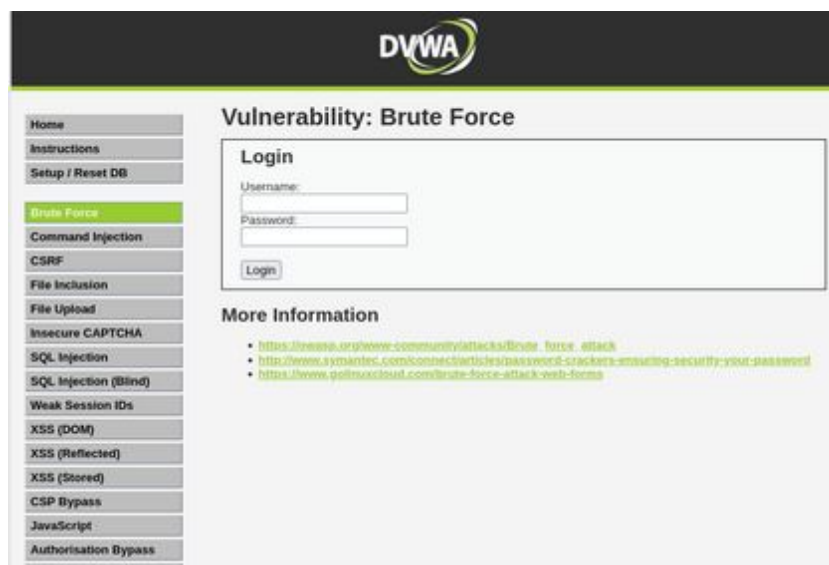 DVWA
Home
Instructions
Setup / Reset DB
Brute Force
Command Injection
CSRF
File Inclusion
File Upload
Insecure CAPTCHA
SQL Injection
SQL Injection (Blind)
Weak Session IDs
XSS (DOM)
XSS (Reflected)
XSS (Stored)
CSP Bypass
JavaScript
Authorisation Bypass
Vulnerability: Brute Force
Login
Username:
Password:
Login
More Information
https://owasp.org/www-community/attacks/Brute_force_attack
http://www.symantec.com/connect/articles/password-crackers-ensuring-security-your-password
https://www.golinuxcloud.com/brute-force-attack-web-forms